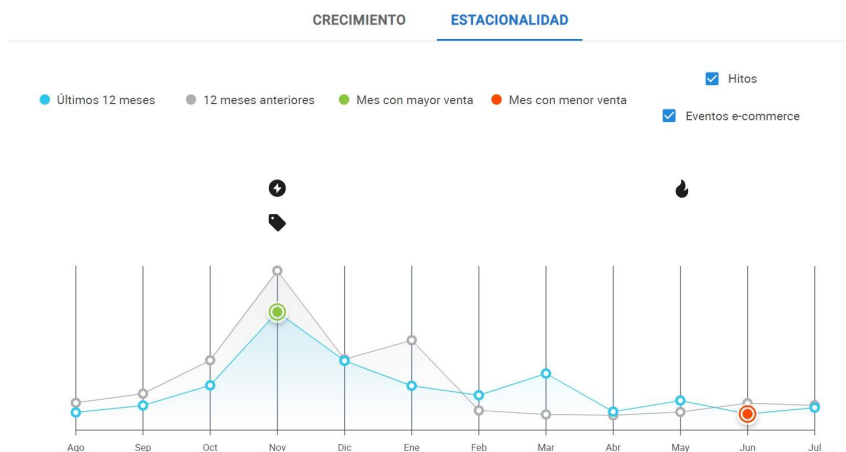 CRECIMIENTO ESTACIONALIDAD
Hitos
Últimos 12 meses 12 meses anteriores Mes con mayor venta Mes con menor venta
Eventos e-commerce
Ago Sep Oct Nov Dic Ene Feb Mar Abr May Jun Jul